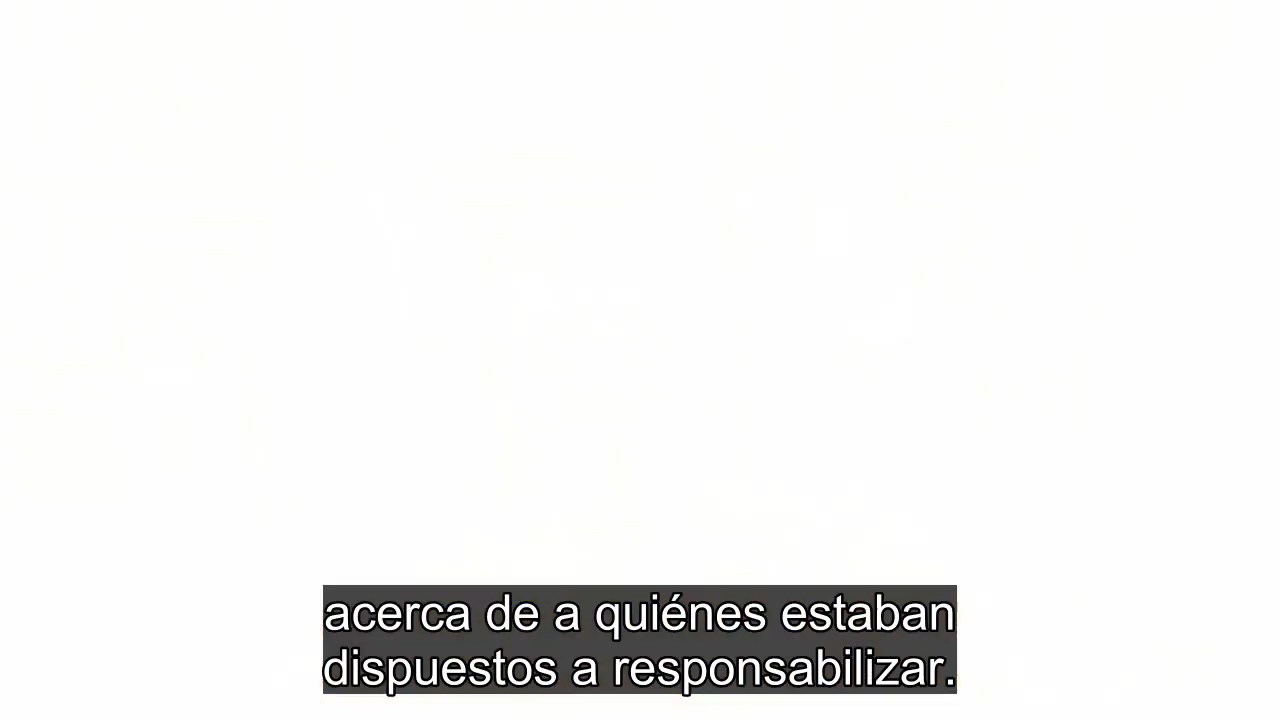 acerca de a quiénes estaban
dispuestos a responsabilizar.